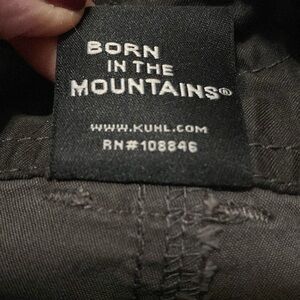 BORN
IN THE
MOUNTAINS®
WWW.KUHL.COM
RN#108846